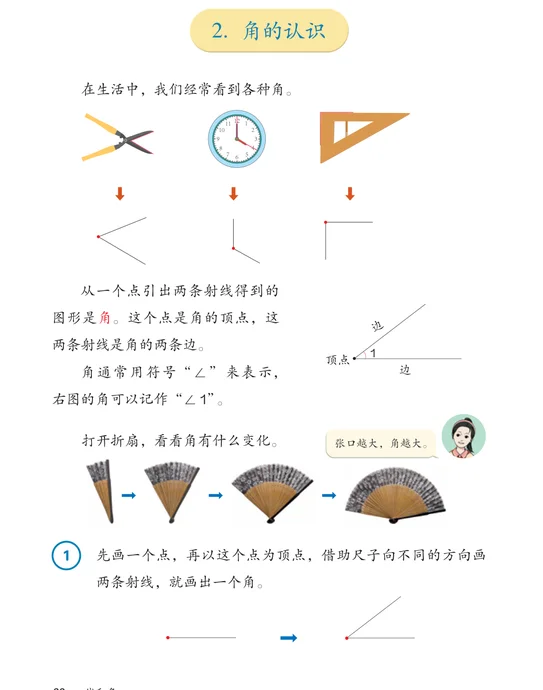 2. 角的认识
在生活中，我们经常看到各种角。
从一个点引出两条射线得到的
图形是角。这个点是角的顶点，这
两条射线是角的两条边。
边
1
顶点
边
角通常用符号“∠”来表示，
右图的角可以记作“∠1”。
打开折扇，看看角有什么变化。
张口越大，角越大。
1 先画一个点，再以这个点为顶点，借助尺子向不同的方向画
两条射线，就画出一个角。